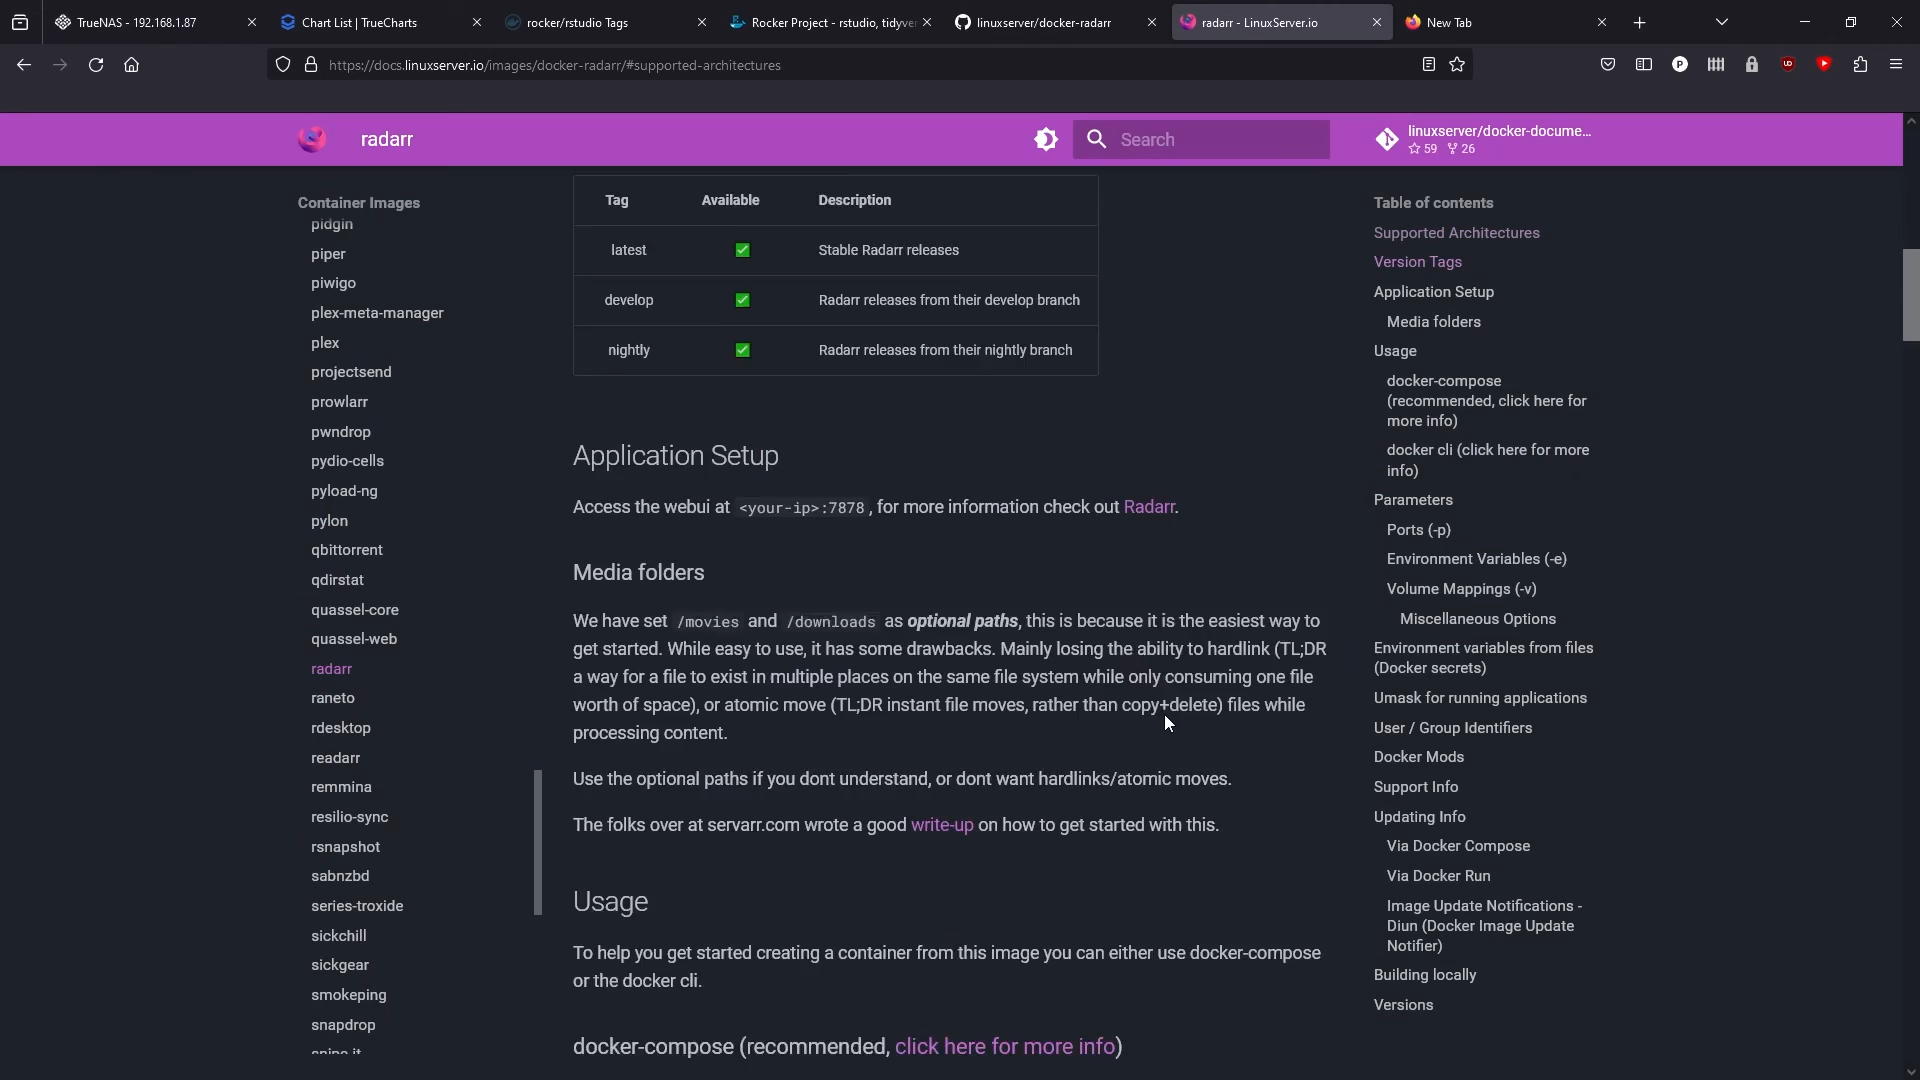 TrueNAS - 192.168.1.87
Chart List | TrueCharts
rocker/rstudio Tags
Rocker Project - rstudio, tidyver
linuxserver/docker-radarr
radarr - LinuxServer.io
New Tab
https://docs.linuxserver.io/images/docker-radarr/#supported-architectures
radarr
Search
linuxserver/docker-docume...
59 26
Container Images
pidgin
piper
piwigo
plex-meta-manager
plex
projectsend
prowlarr
pwndrop
pydio-cells
pyload-ng
pylon
qbittorrent
qdirstat
quassel-core
quassel-web
radarr
raneto
rdesktop
readarr
remmina
resilio-sync
rsnapshot
sabnzbd
series-troxide
sickchill
sickgear
smokeping
snapdrop
snipe-it
Tag Available Description
latest ✅ Stable Radarr releases
develop ✅ Radarr releases from their develop branch
nightly ✅ Radarr releases from their nightly branch
Application Setup
Access the webui at <your-ip>:7878, for more information check out Radarr.
Media folders
We have set /movies and /downloads as optional paths, this is because it is the easiest way to
get started. While easy to use, it has some drawbacks. Mainly losing the ability to hardlink (TL;DR
a way for a file to exist in multiple places on the same file system while only consuming one file
worth of space), or atomic move (TL;DR instant file moves, rather than copy+delete) files while
processing content.
Use the optional paths if you dont understand, or dont want hardlinks/atomic moves.
The folks over at servarr.com wrote a good write-up on how to get started with this.
Usage
To help you get started creating a container from this image you can either use docker-compose
or the docker cli.
docker-compose (recommended, click here for more info)
Table of contents
Supported Architectures
Version Tags
Application Setup
Media folders
Usage
docker-compose
(recommended, click here for
more info)
docker cli (click here for more
info)
Parameters
Ports (-p)
Environment Variables (-e)
Volume Mappings (-v)
Miscellaneous Options
Environment variables from files
(Docker secrets)
Umask for running applications
User / Group Identifiers
Docker Mods
Support Info
Updating Info
Via Docker Compose
Via Docker Run
Image Update Notifications -
Diun (Docker Image Update
Notifier)
Building locally
Versions